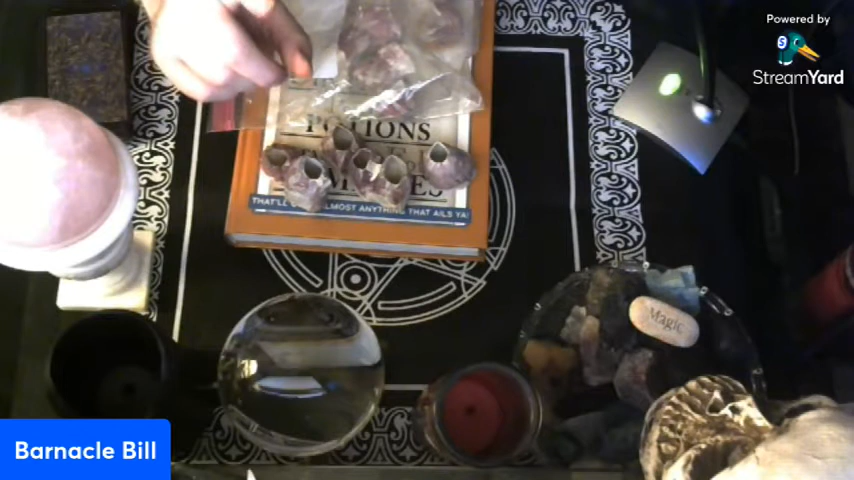 Powered by
StreamYard
POTIONS
THAT'LL
ALMOST ANYTHING THAT AILS YA!
Magic
Barnacle Bill